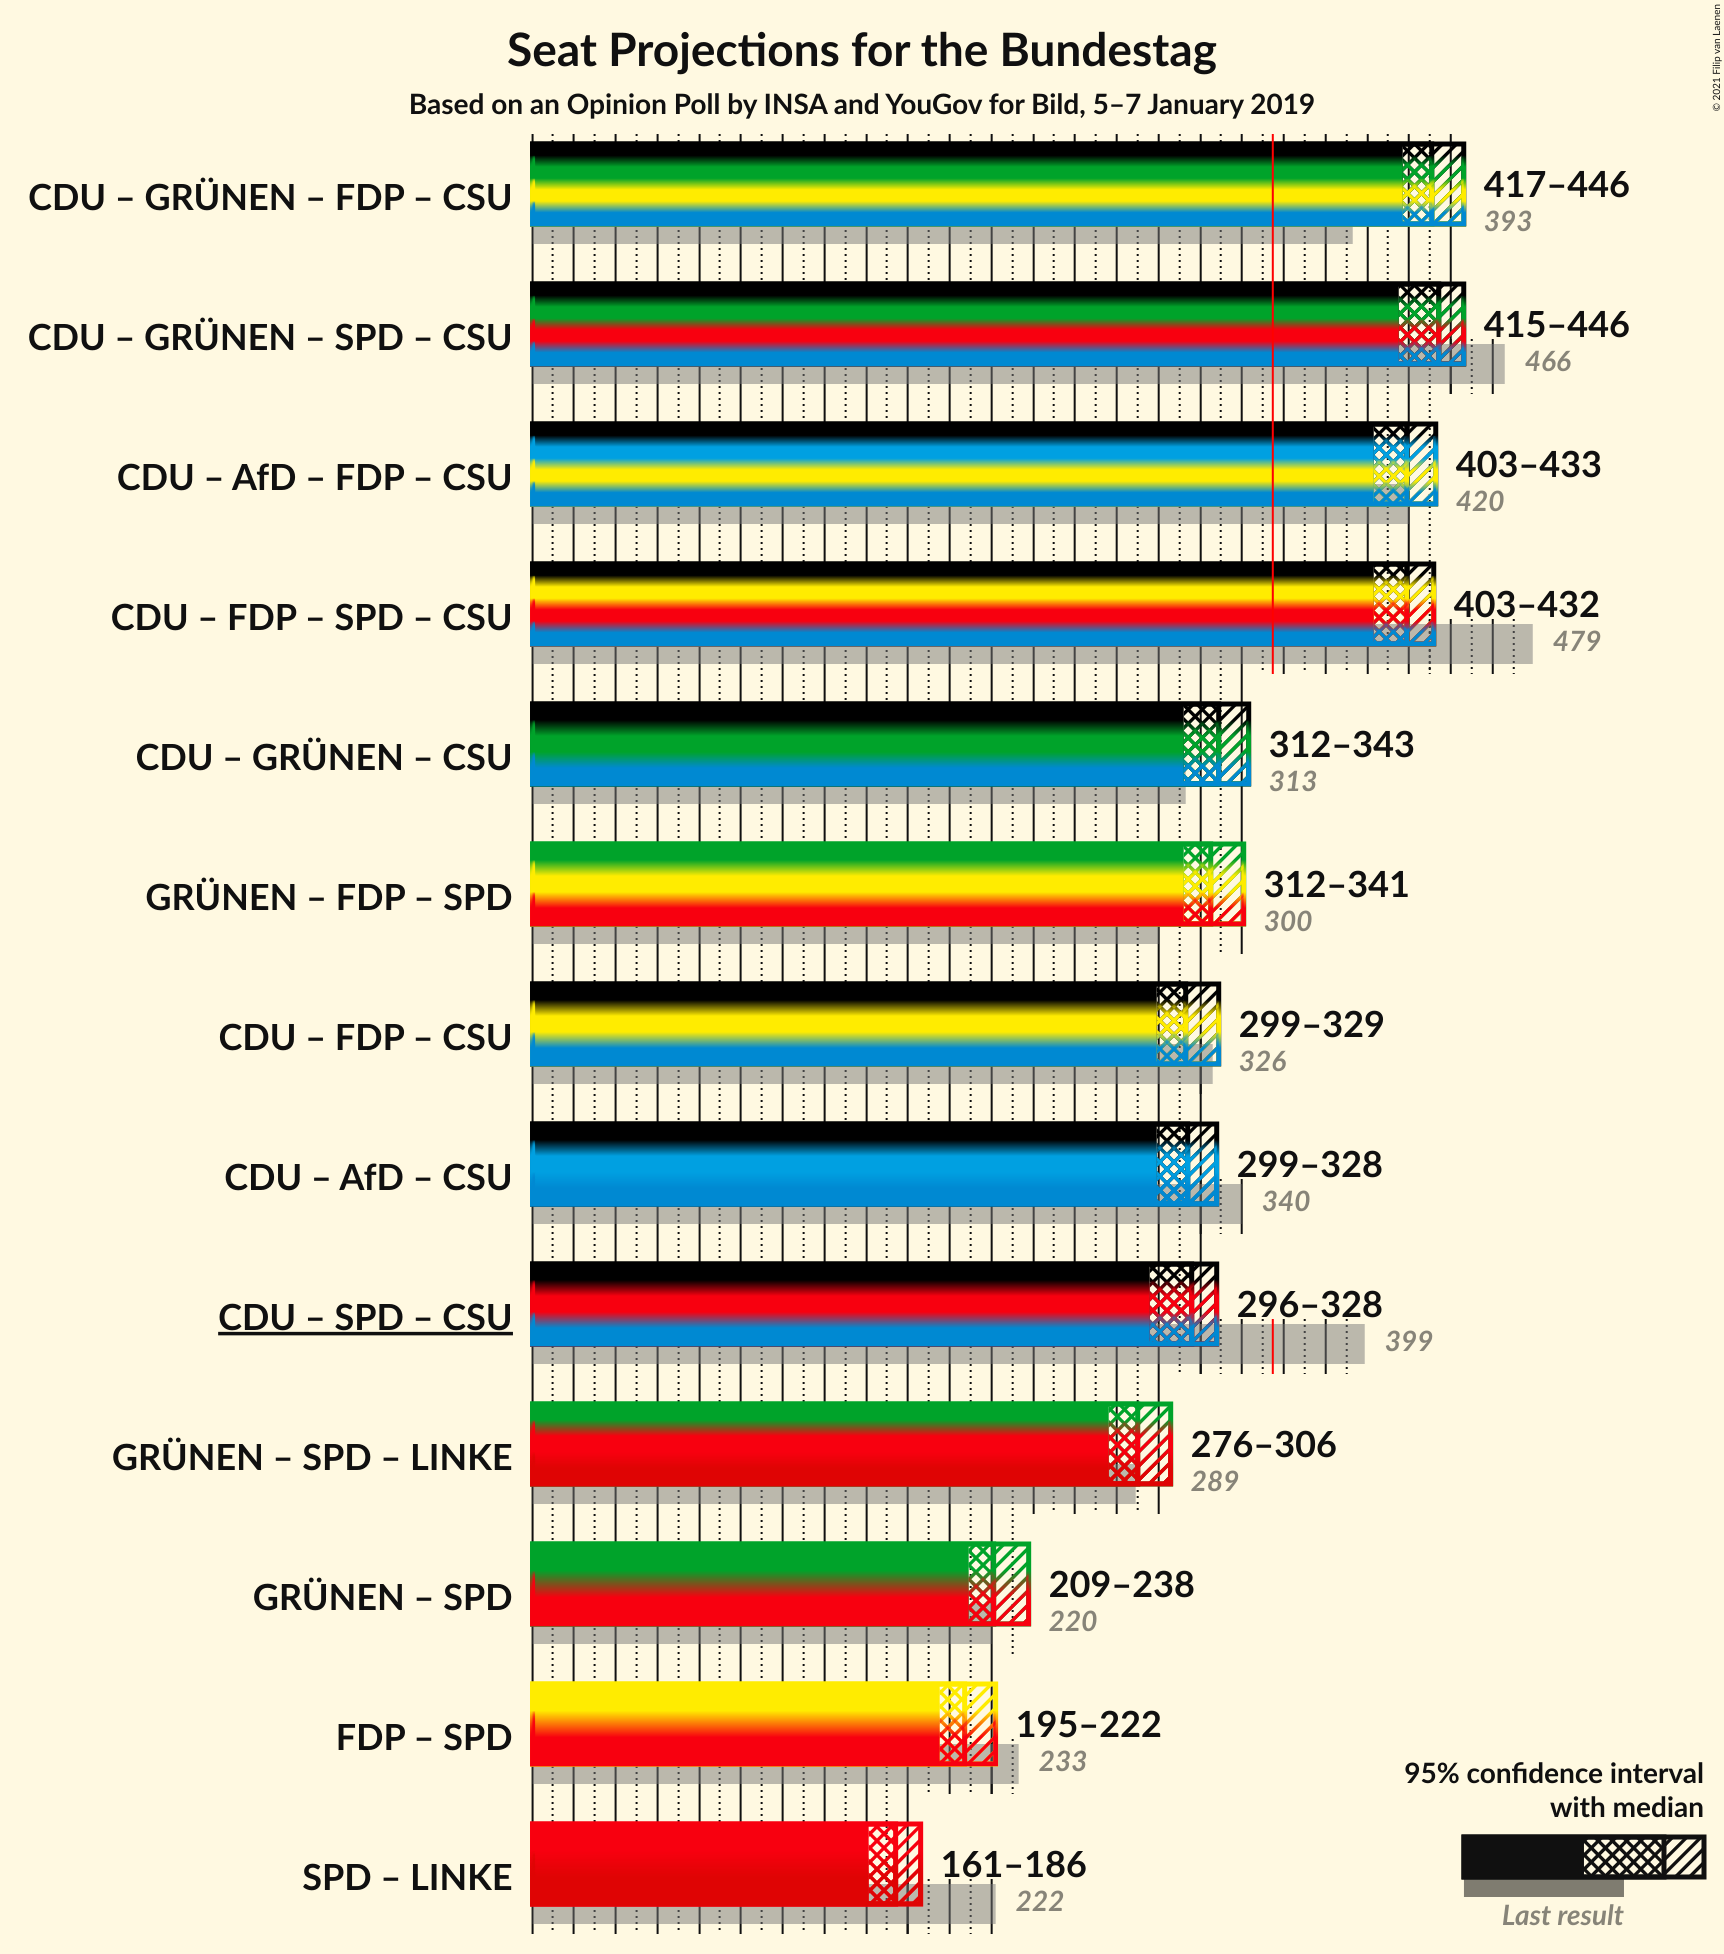 Seat Projections for the Bundestag
Based on an Opinion Poll by INSA and YouGov for Bild, 5–7 January 2019
© 2021 Filip van Laenen
CDU – GRÜNEN – FDP – CSU
417–446
393
CDU – GRÜNEN – SPD – CSU
415–446
466
CDU – AfD – FDP – CSU
403–433
420
CDU – FDP – SPD – CSU
403–432
479
CDU – GRÜNEN – CSU
312–343
313
GRÜNEN – FDP – SPD
312–341
300
CDU – FDP – CSU
299–329
326
CDU – AfD – CSU
299–328
340
CDU – SPD – CSU
296–328
399
GRÜNEN – SPD – LINKE
276–306
289
GRÜNEN – SPD
209–238
220
FDP – SPD
195–222
233
SPD – LINKE
161–186
222
95% confidence interval
with median
Last result